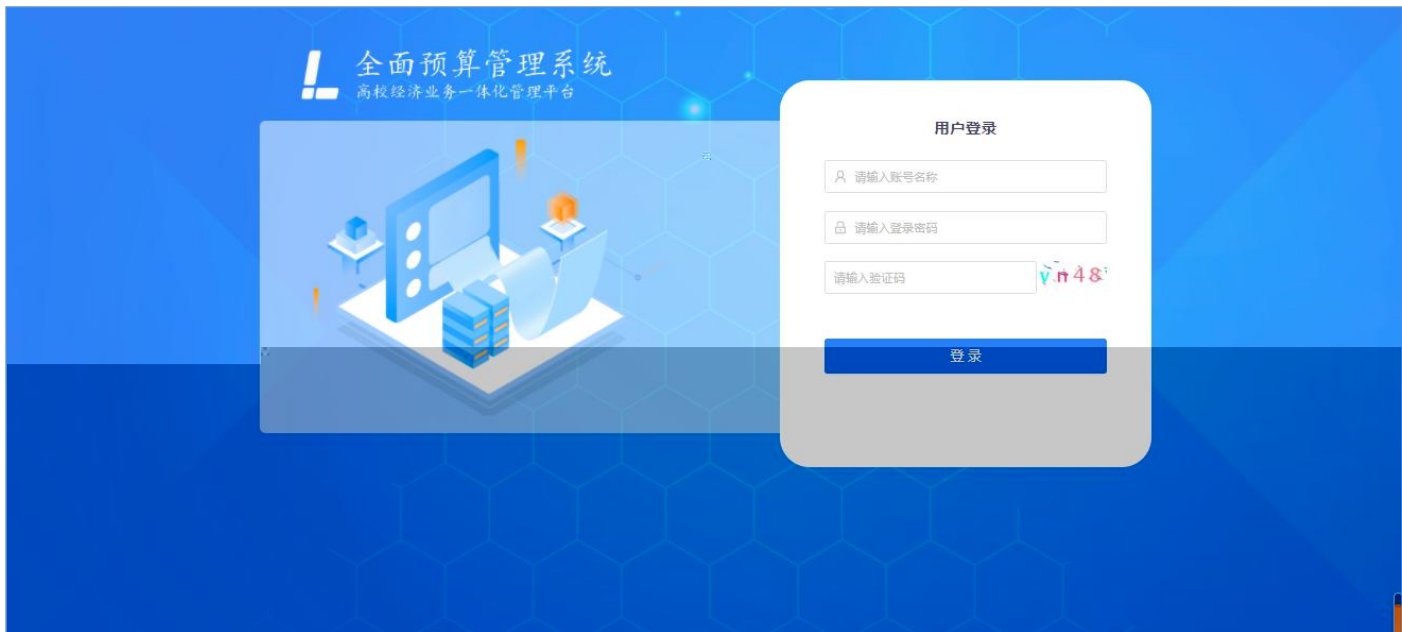 全面预算管理系统
高校经济业务一体化管理平台
用户登录
请输入账号名称
请输入登录密码
请输入验证码
yn48
登录